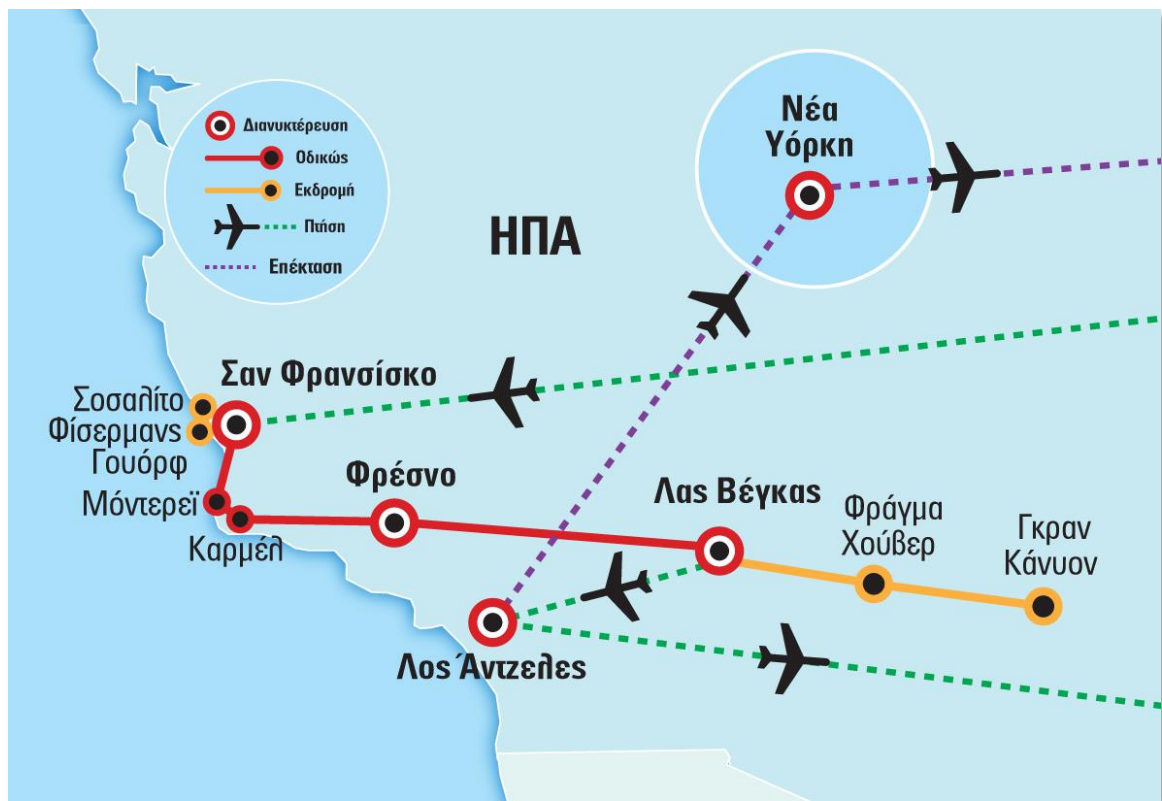 Διανυκτέρευση
Οδικώς
Εκδρομή
Πτήση
Επέκταση
Νέα
Υόρκη
ΗΠΑ
Σαν Φρανσίσκο
Σοσαλίτο
Φίσερμανς
Γουόρφ
Μόντερεϊ
Καρμέλ
Φρέσνο
Λας Βέγκας
Φράγμα
Χούβερ
Γκραν
Κάνυον
Λος Άντζελες